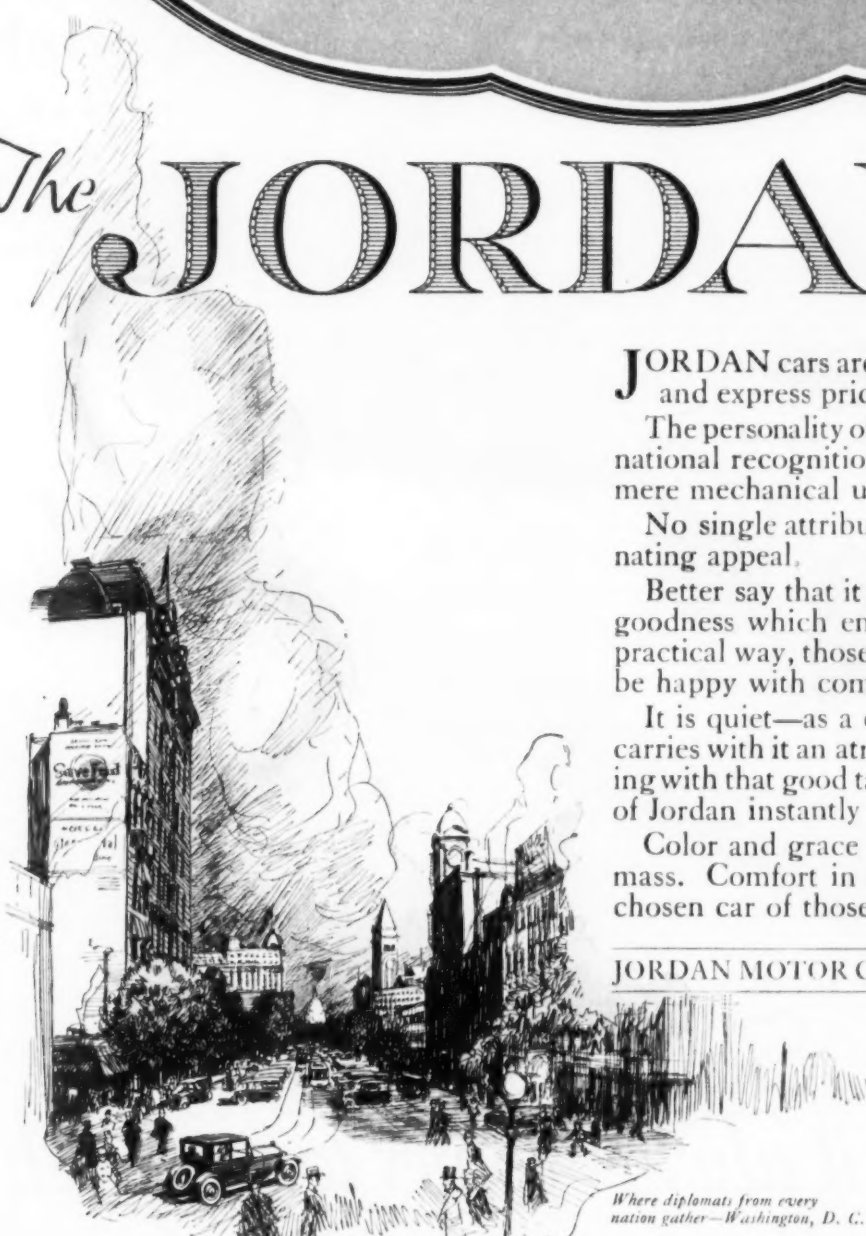 The JORDA
JORDAN cars are
and express pric
The personality o
national recognitio
mere mechanical u
No single attribu
nating appeal.
Better say that it
goodness which en
practical way, those
be happy with com
It is quiet—as a
carries with it an atm
ing with that good ta
of Jordan instantly
Color and grace
mass. Comfort in
chosen car of those
JORDAN MOTOR C
Where diplomats from every
nation gather—Washington, D. C.